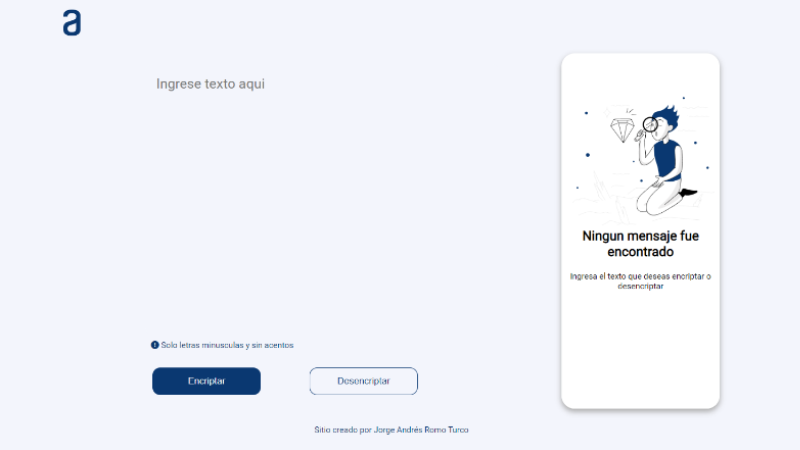 a
Ingrese texto aqui
Ningun mensaje fue
encontrado
Ingresa el texto que deseas encriptar o
desencriptar
Solo letras minusculas y sin acentos
Encriptar
Desencriptar
Sitio creado por Jorge Andrés Romo Turco